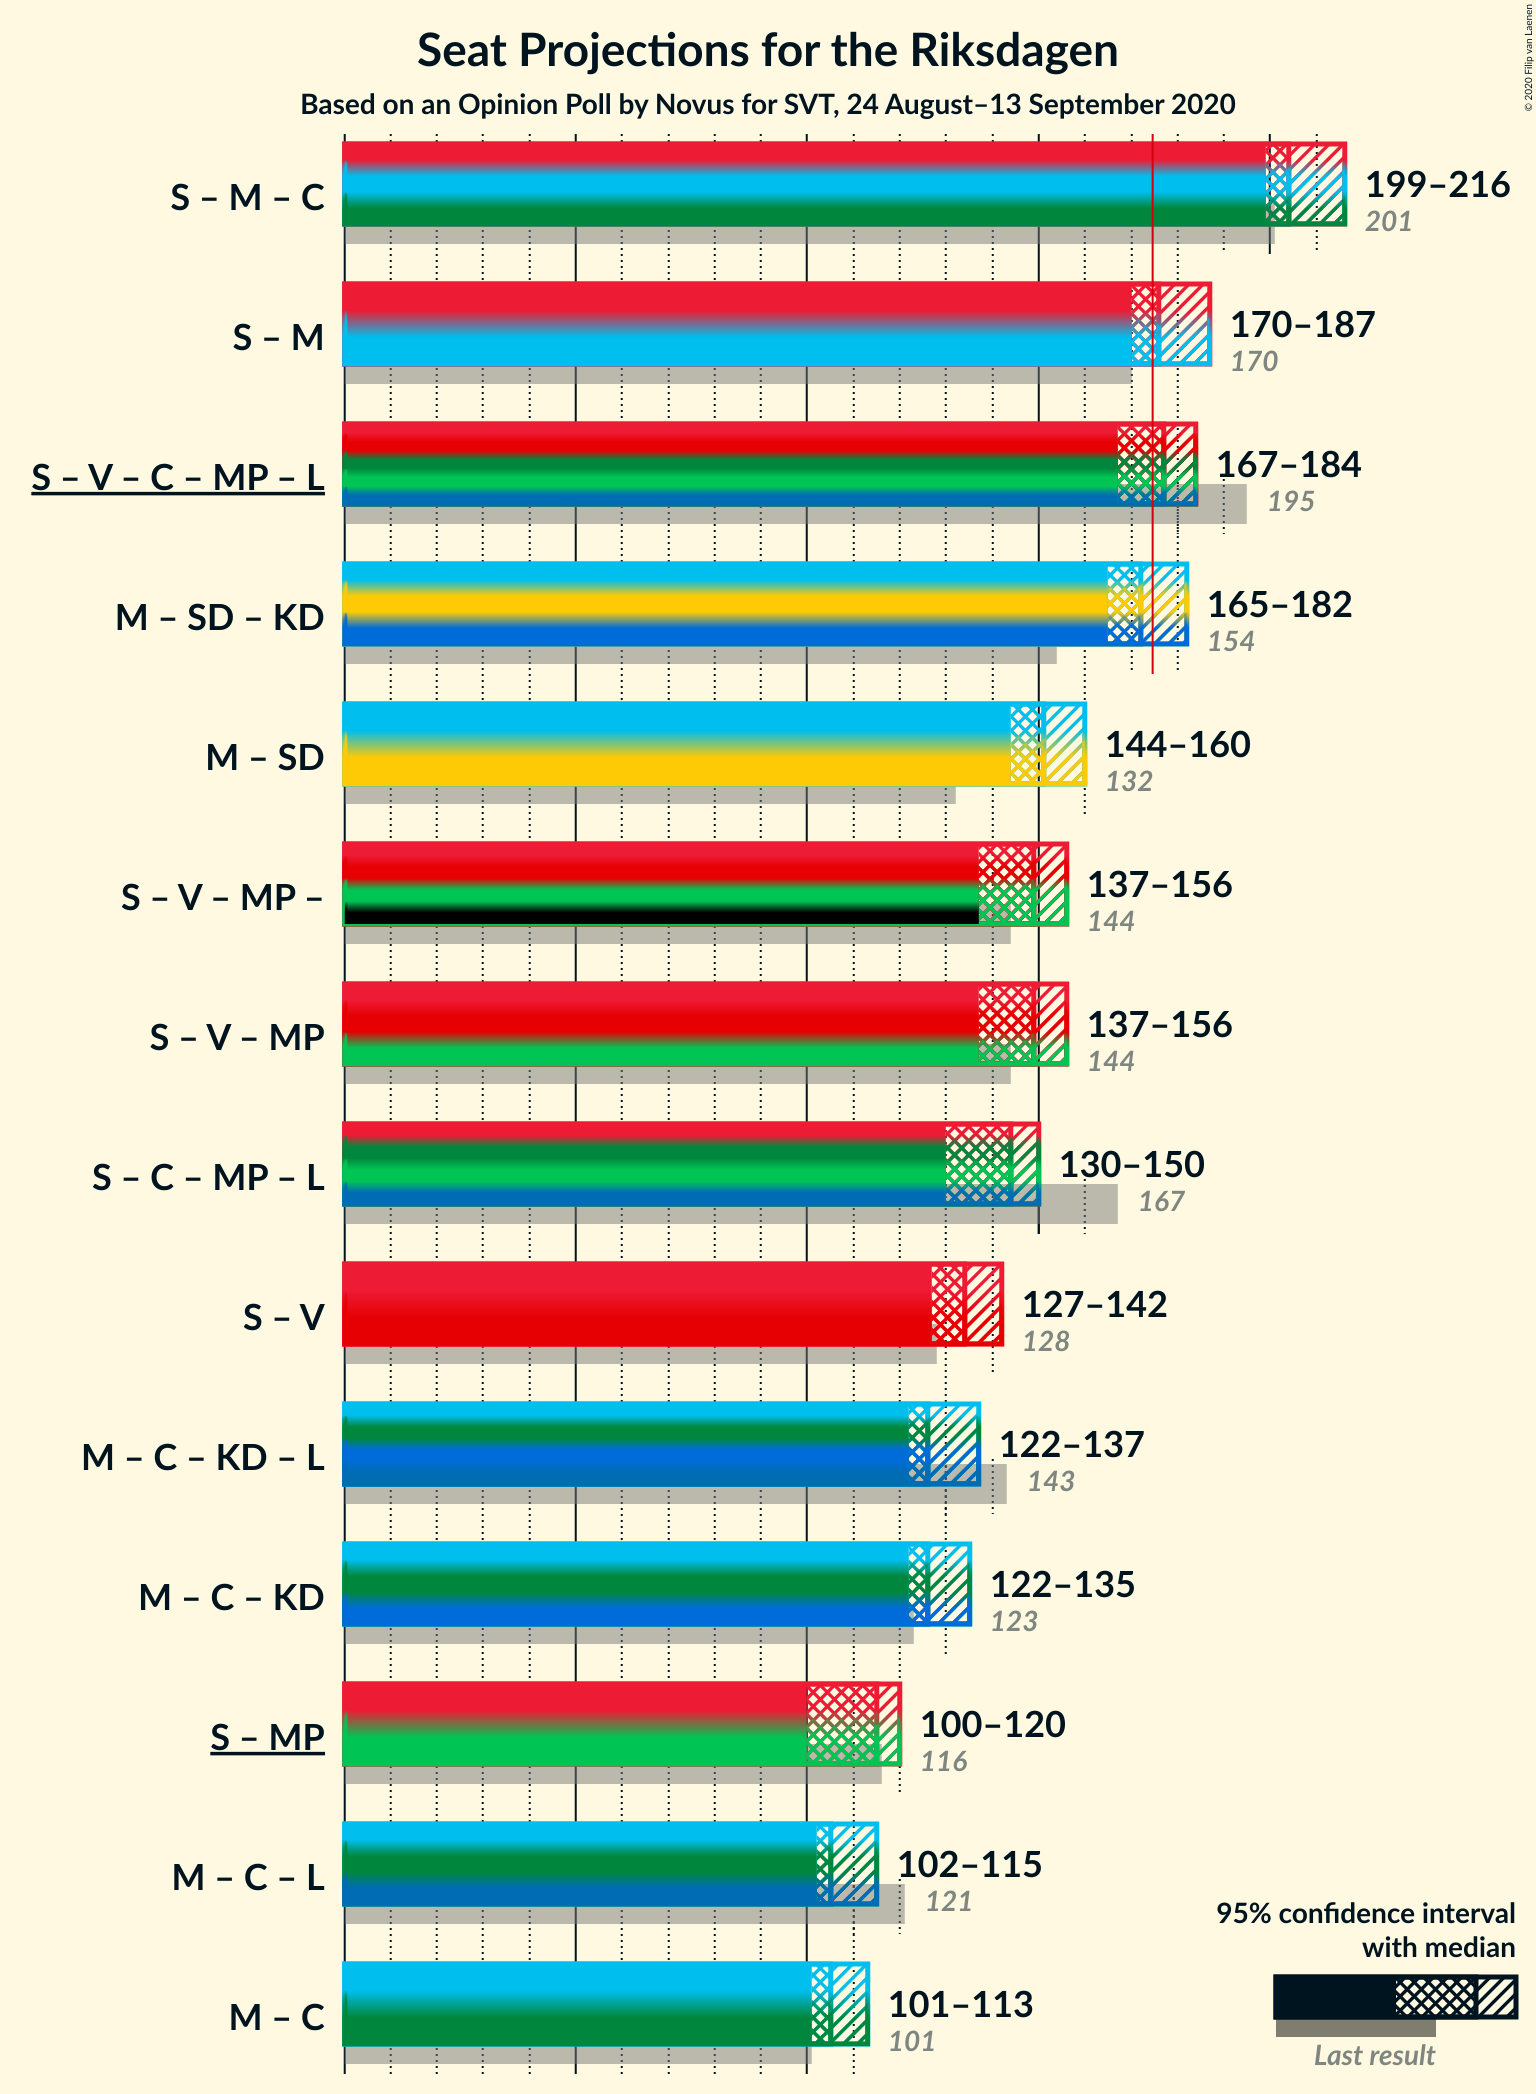 Seat Projections for the Riksdagen
Based on an Opinion Poll by Novus for SVT, 24 August–13 September 2020
© 2020 Filip van Laenen
S – M – C
199–216
201
S – M
170–187
170
S – V – C – MP – L
167–184
195
M – SD – KD
165–182
154
M – SD
144–160
132
S – V – MP –
137–156
144
S – V – MP
137–156
144
S – C – MP – L
130–150
167
S – V
127–142
128
M – C – KD – L
122–137
143
M – C – KD
122–135
123
S – MP
100–120
116
M – C – L
102–115
121
M – C
101–113
101
95% confidence interval
with median
Last result